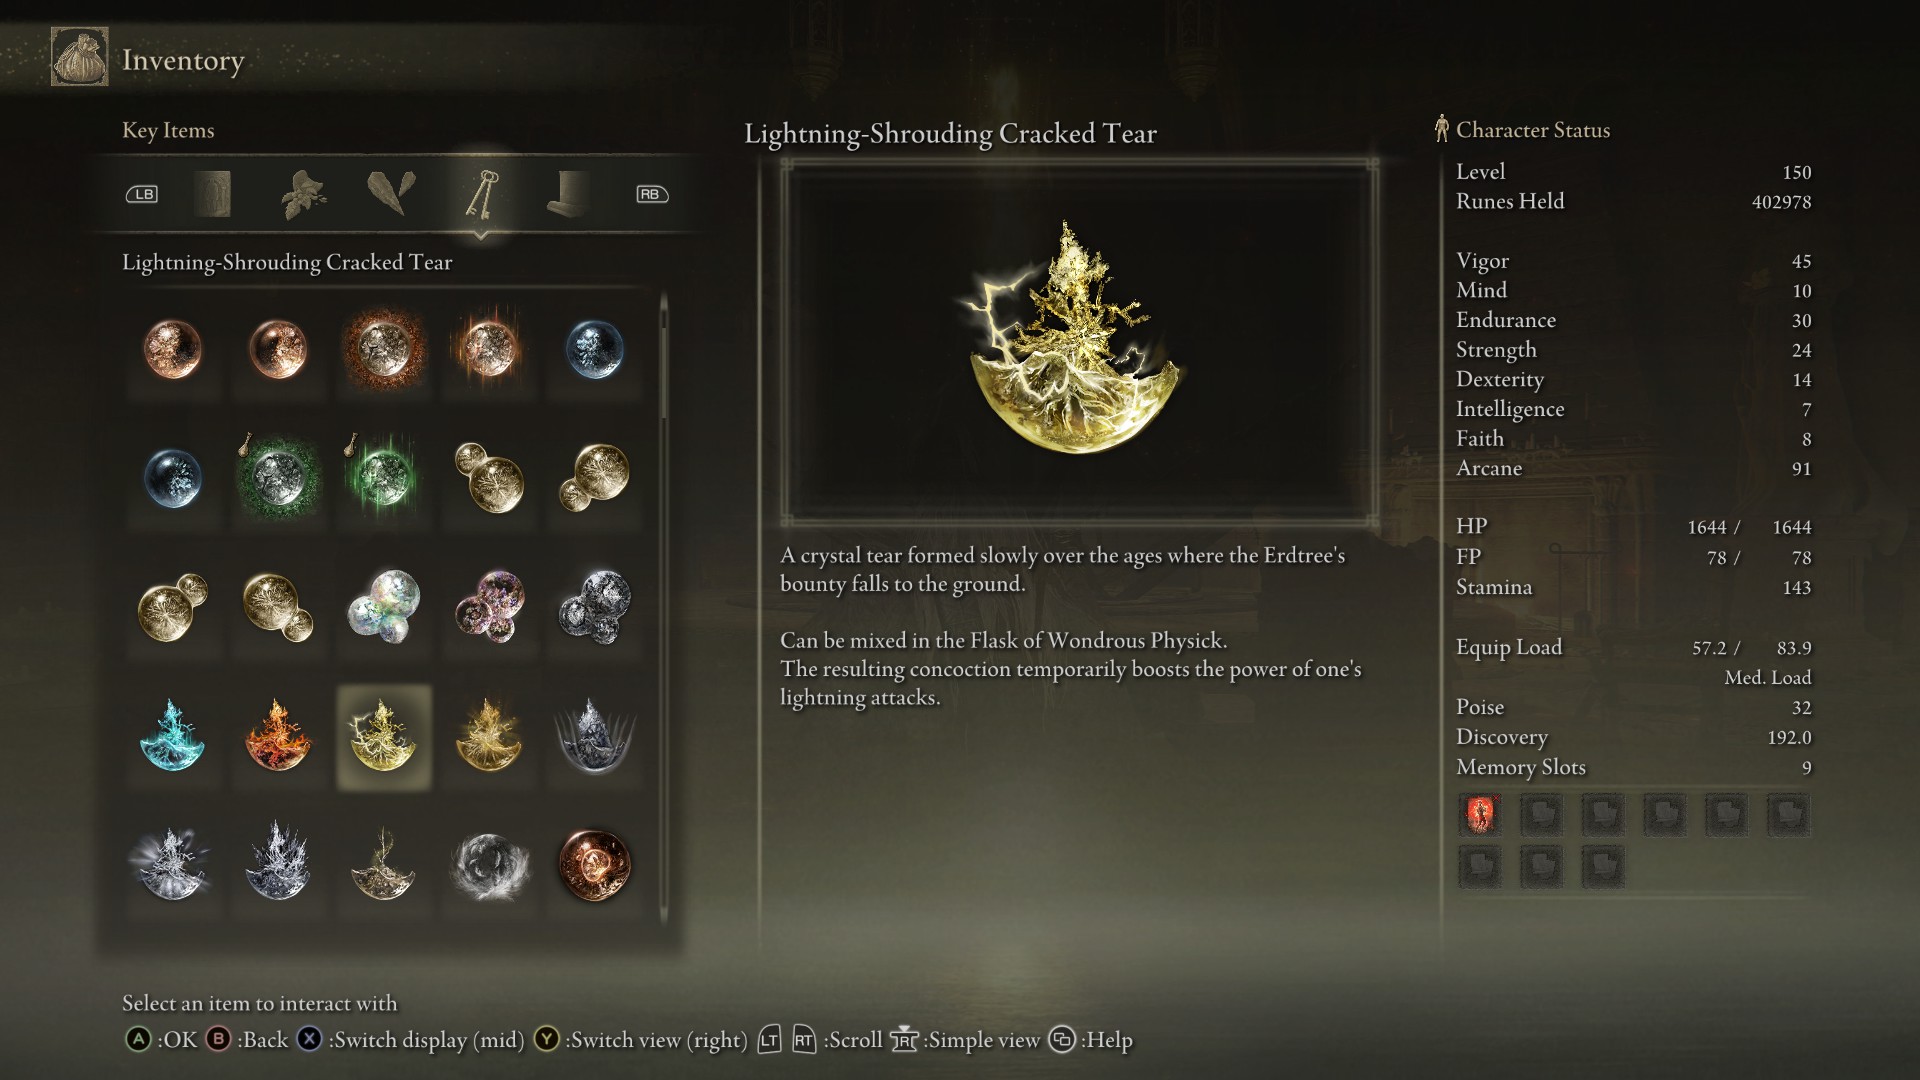 Inventory
Key Items
LB
RB
Lightning-Shrouding Cracked Tear
Lightning-Shrouding Cracked Tear
A crystal tear formed slowly over the ages where the Erdtree's
bounty falls to the ground.
Can be mixed in the Flask of Wondrous Physick.
The resulting concoction temporarily boosts the power of one's
lightning attacks.
Character Status
Level 150
Runes Held 402978
Vigor 45
Mind 10
Endurance 30
Strength 24
Dexterity 14
Intelligence 7
Faith 8
Arcane 91
HP 1644 / 1644
FP 78 / 78
Stamina 143
Equip Load 57.2 / 83.9
Med. Load
Poise 32
Discovery 192.0
Memory Slots 9
Select an item to interact with
A :OK B :Back X :Switch display (mid) Y :Switch view (right) LT RT :Scroll R :Simple view :Help